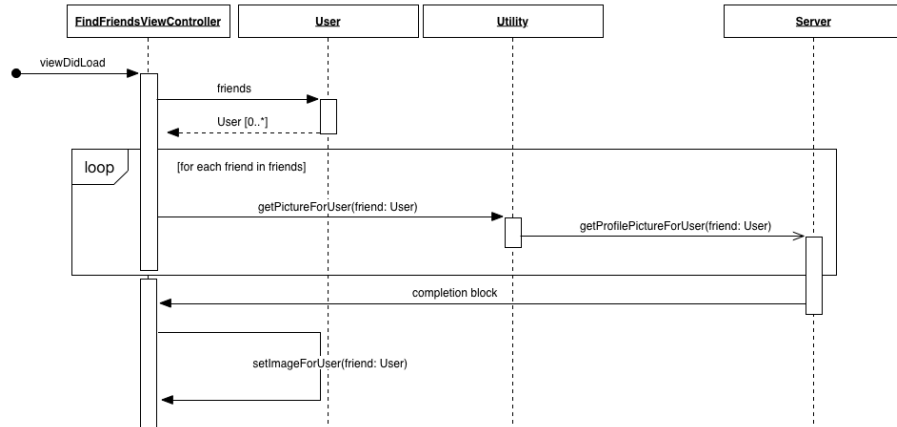 FindFriendsViewController
User
Utility
Server
viewDidLoad
friends
User [0..*]
loop
[for each friend in friends]
getPictureForUser(friend: User)
getProfilePictureForUser(friend: User)
completion block
setImageForUser(friend: User)